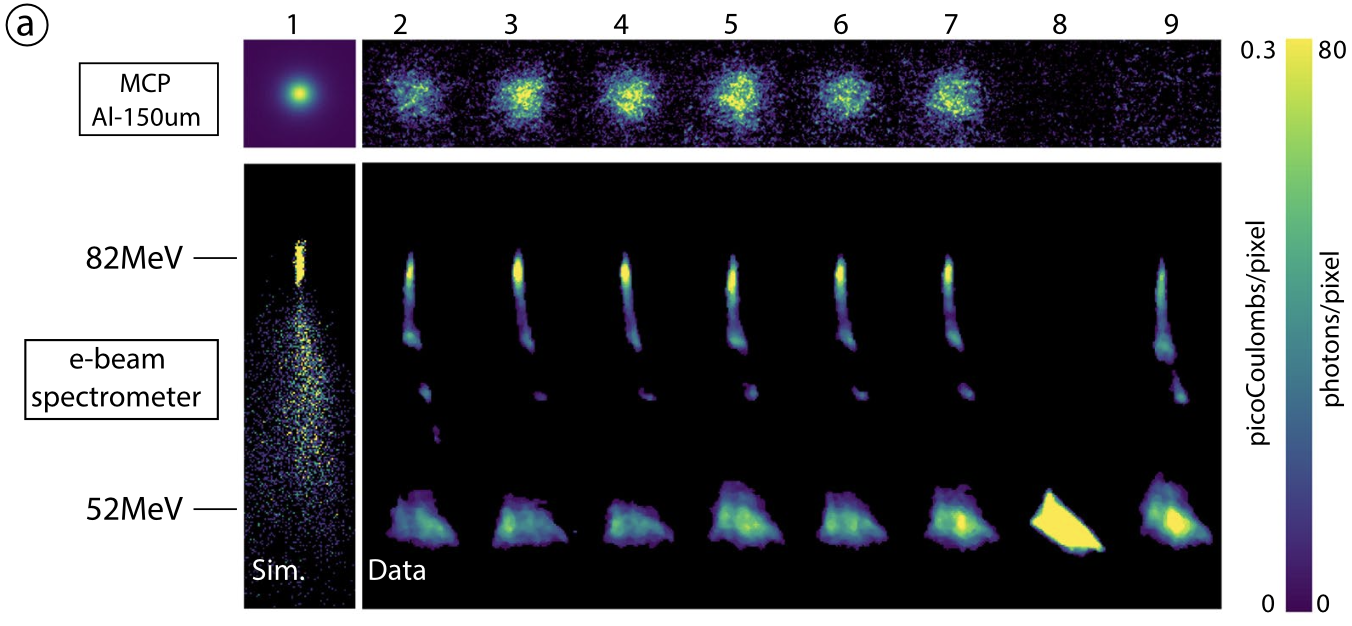 a
1 2 3 4 5 6 7 8 9
MCP
Al-150um
0.3 80
82MeV
e-beam
spectrometer
52MeV
Sim. Data
picoCoulombs/pixel
photons/pixel
0 0